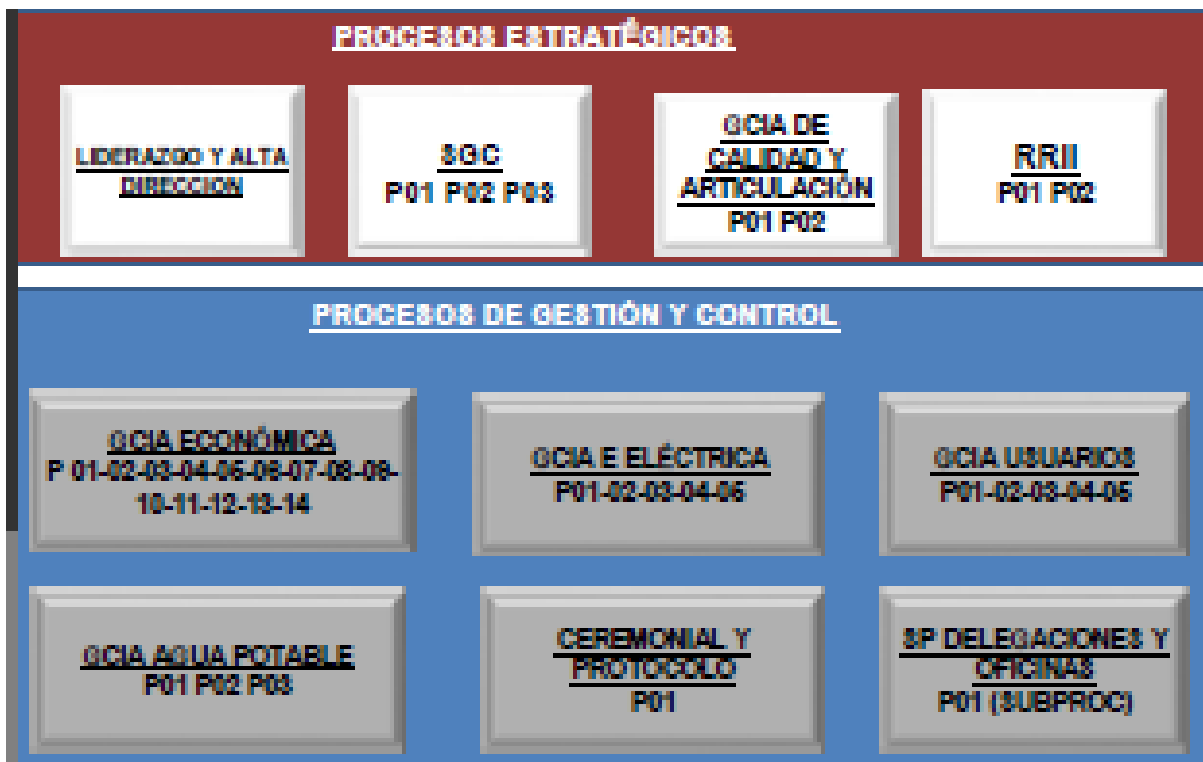 PROCESOS ESTRATÉGICOS
LIDERAZGO Y ALTA
DIRECCION
SGC
P01 P02 P03
GCIA DE
CALIDAD Y
ARTICULACIÓN
P01 P02
RRII
P01 P02
PROCESOS DE GESTIÓN Y CONTROL
GCIA ECONÓMICA
P 01-02-03-04-05-06-07-08-09-
10-11-12-13-14
GCIA E ELÉCTRICA
P01-02-03-04-05
GCIA USUARIOS
P01-02-03-04-05
GCIA AGUA POTABLE
P01 P02 P03
CEREMONIAL Y
PROTOCOLO
P01
SP DELEGACIONES Y
OFICINAS
P01 (SUBPROC)